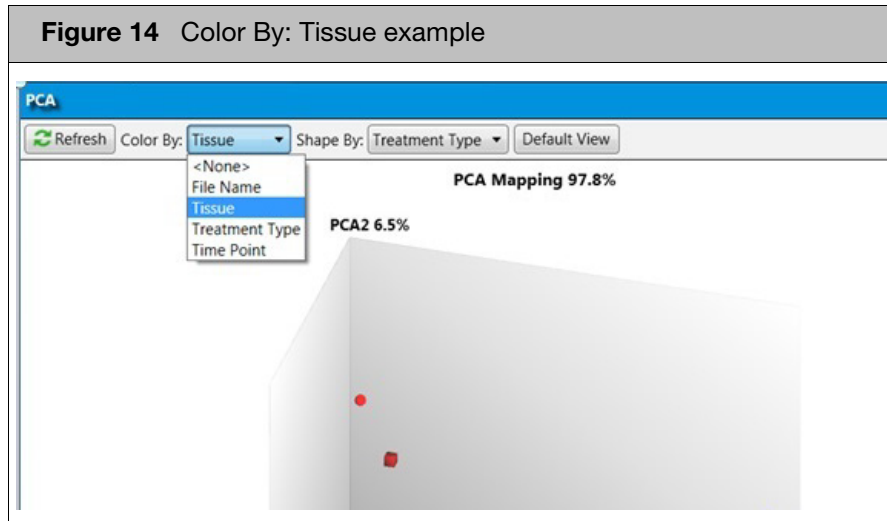 Figure 14 Color By: Tissue example
PCA
Refresh Color By: Tissue Shape By: Treatment Type Default View
<None>
File Name
Tissue
Treatment Type
Time Point
PCA Mapping 97.8%
PCA2 6.5%